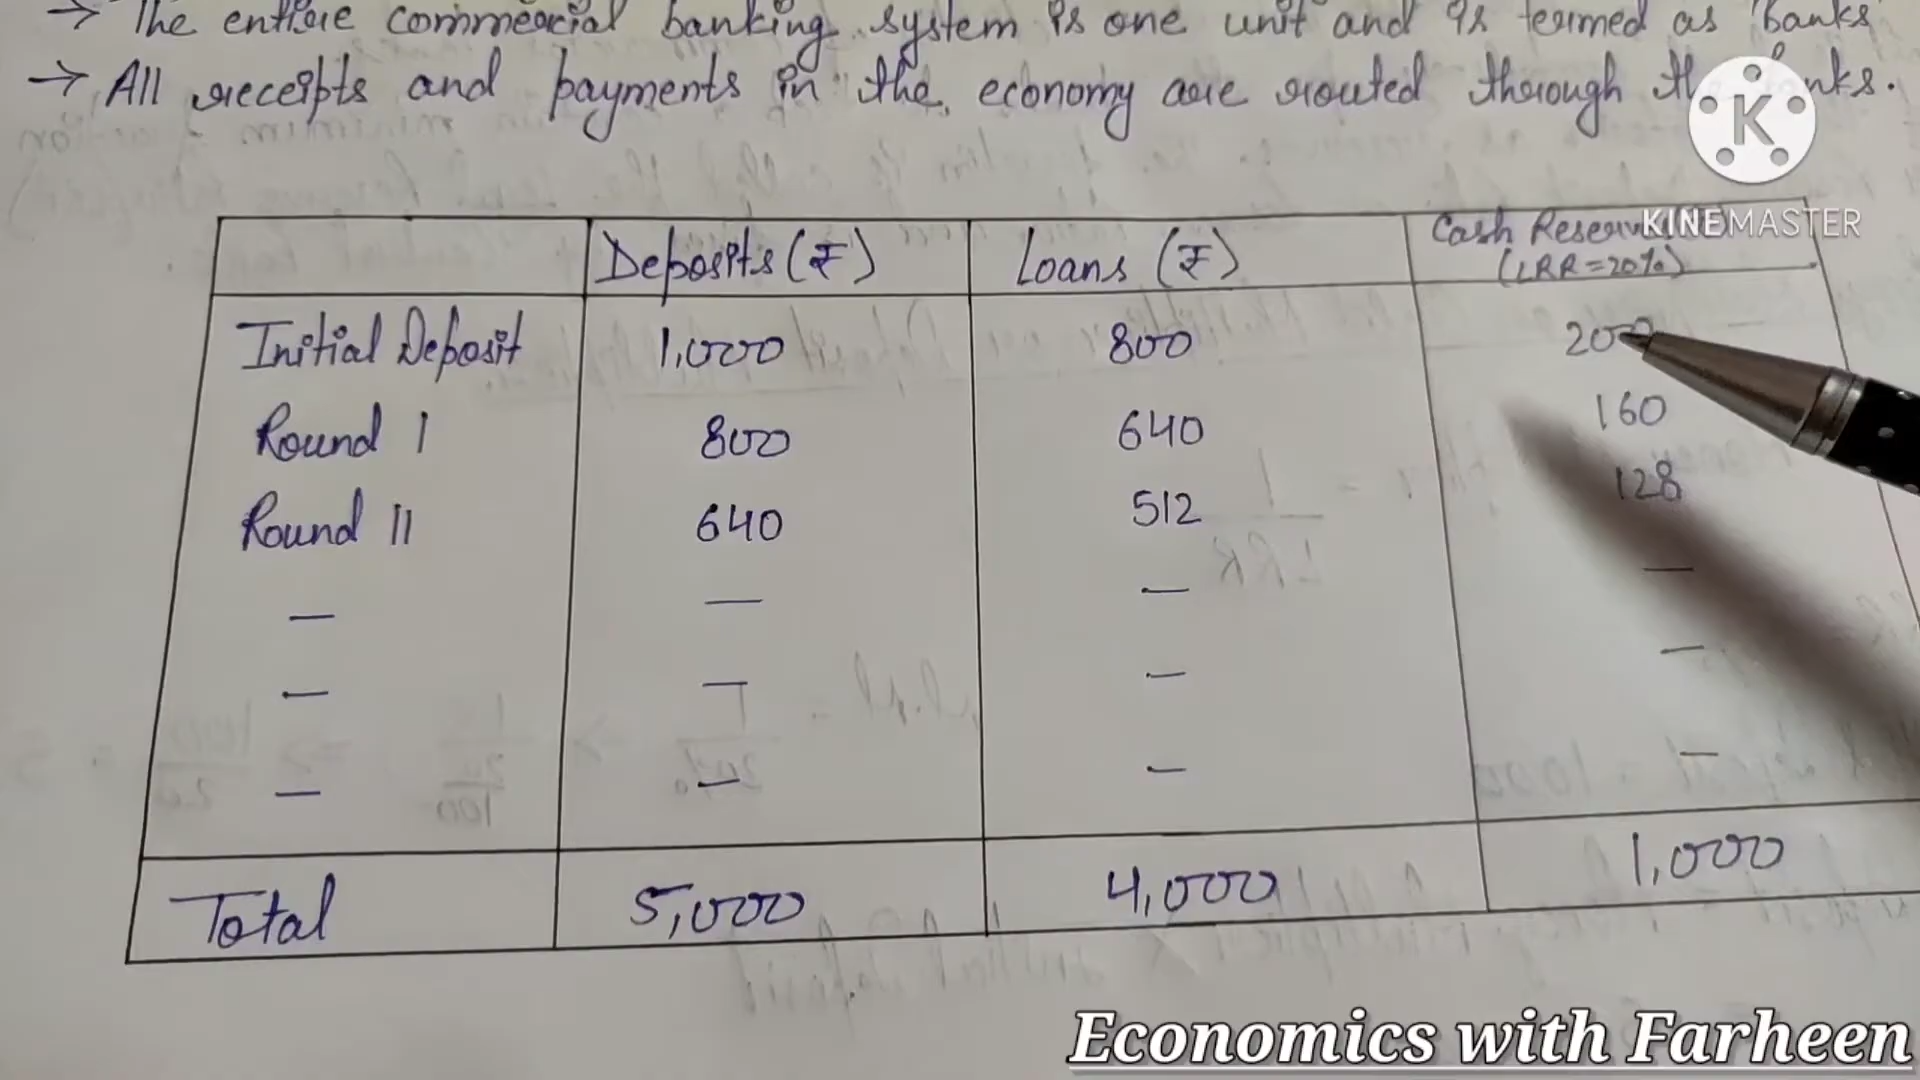 → The entire commercial banking system is one unit and is termed as 'banks'
→ All receipts and payments in the economy are routed through the banks.
K
KINEMASTER
Deposits (₹) Loans (₹) Cash Reserve
(LRR=20%)
Initial Deposit 1,000 800 200
Round I 800 640 160
Round II 640 512 128
— — — —
— — — —
— — — —
Total 5,000 4,000 1,000
Economics with Farheen